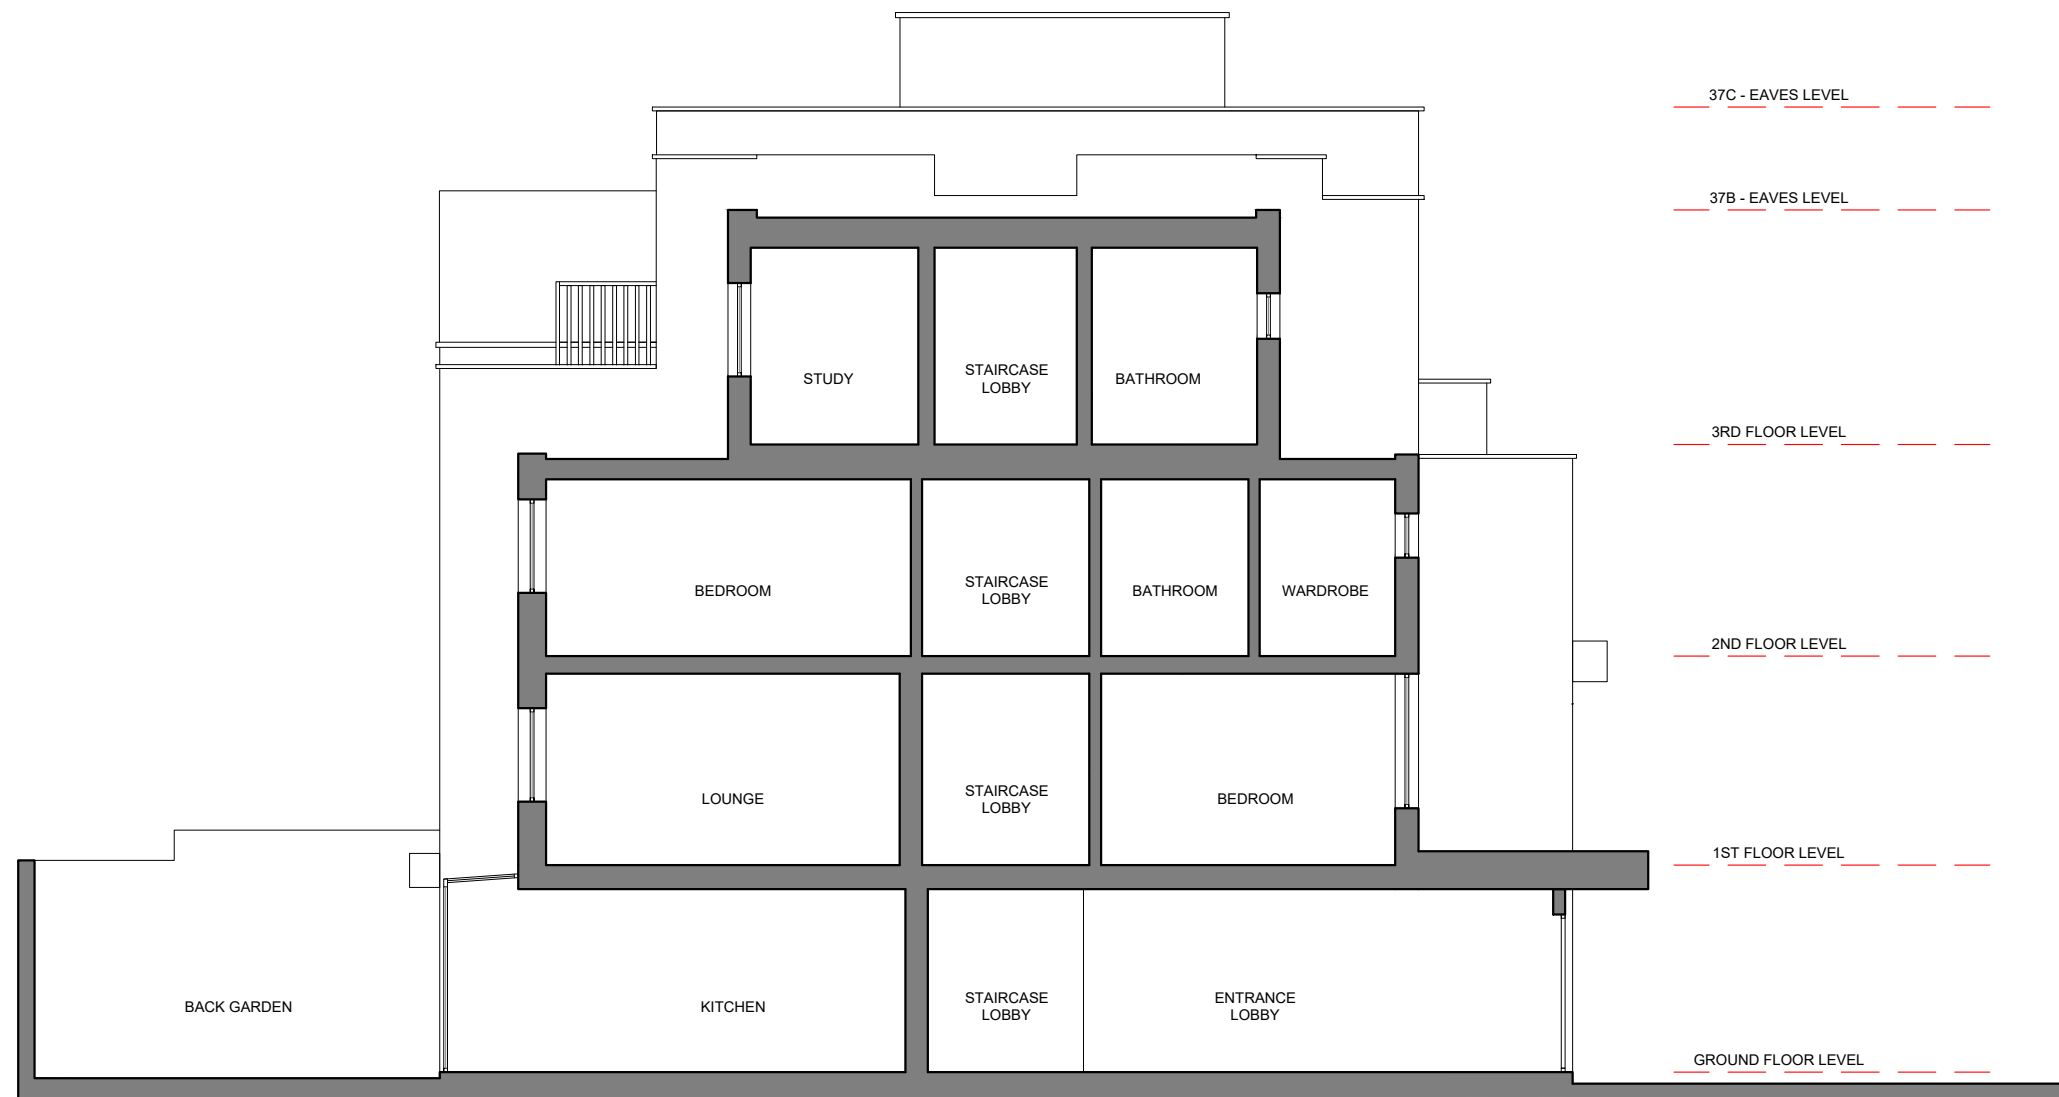 37C - EAVES LEVEL
37B - EAVES LEVEL
STUDY
STAIRCASE
LOBBY
BATHROOM
3RD FLOOR LEVEL
BEDROOM
STAIRCASE
LOBBY
BATHROOM
WARDROBE
2ND FLOOR LEVEL
LOUNGE
STAIRCASE
LOBBY
BEDROOM
1ST FLOOR LEVEL
BACK GARDEN
KITCHEN
STAIRCASE
LOBBY
ENTRANCE
LOBBY
GROUND FLOOR LEVEL